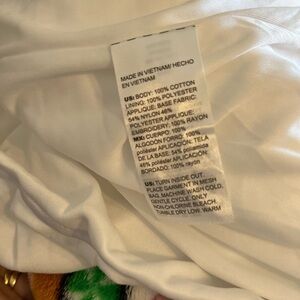 MADE IN VIETNAM/ HECHO
EN VIETNAM
US: BODY: 100% COTTON
LINING: 100% POLYESTER
APPLIQUE: BASE FABRIC:
54% NYLON 46%
POLYESTER APPLIQUE:
EMBROIDERY: 100% RAYON
MX: CUERPO: 100%
ALGODON FORRO: 100%
poliéster APLICACIÓN: TELA
DE LA BASE: 54% poliamida
46% poliéster APLICACIÓN:
BORDADO: 100% rayón
US: TURN INSIDE OUT.
PLACE GARMENT IN MESH
BAG. MACHINE WASH COLD,
GENTLE CYCLE. ONLY
NON-CHLORINE BLEACH.
TUMBLE DRY LOW. WARM